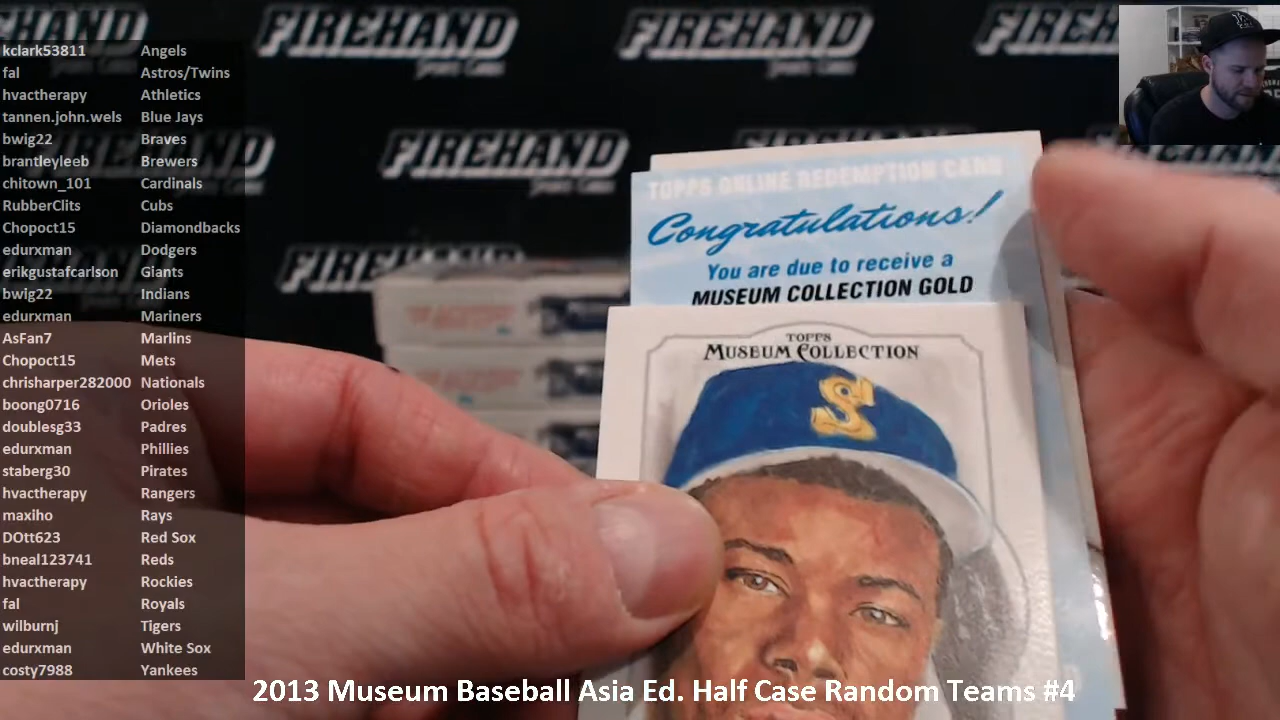 FIREHAND
FIREHAND
FIREHAND
FIREHAND
FIREHAND
FIREHAND
FIREHAND
kclark53811 Angels
fal Astros/Twins
hvactherapy Athletics
tannen.john.wels Blue Jays
bwig22 Braves
brantleyleeb Brewers
chitown_101 Cardinals
RubberClits Cubs
Chopoct15 Diamondbacks
edurxman Dodgers
erikgustafcarlson Giants
bwig22 Indians
edurxman Mariners
AsFan7 Marlins
Chopoct15 Mets
chrisharper282000 Nationals
boong0716 Orioles
doublesg33 Padres
edurxman Phillies
staberg30 Pirates
hvactherapy Rangers
maxiho Rays
DOtt623 Red Sox
bneal123741 Reds
hvactherapy Rockies
fal Royals
wilburnj Tigers
edurxman White Sox
costy7988 Yankees
TOPPS ONLINE REDEMPTION CARD
Congratulations!
You are due to receive a
MUSEUM COLLECTION GOLD
TOPPS
MUSEUM COLLECTION
S
2013 Museum Baseball Asia Ed. Half Case Random Teams #4